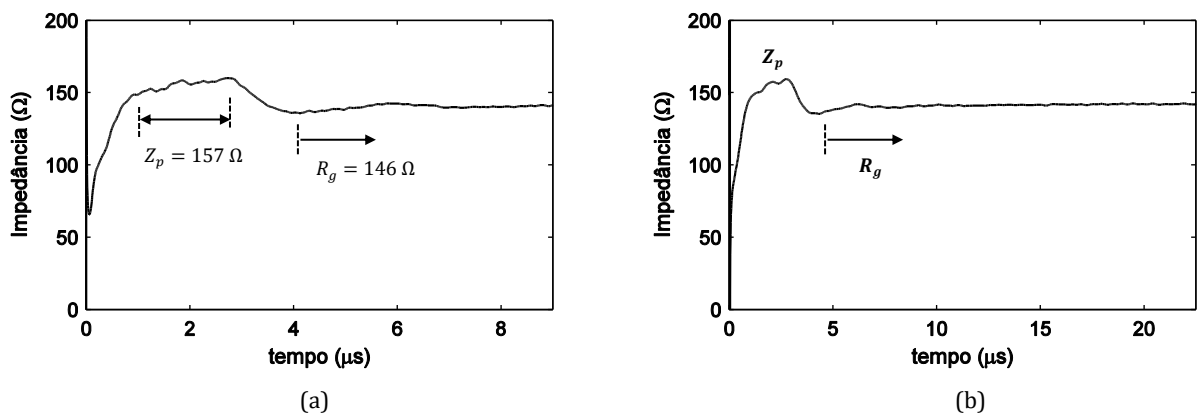 200
150
100
50
0
Impedância (Ω)
Z_p = 157 Ω
R_g = 146 Ω
0 2 4 6 8
tempo (μs)
(a)
200
150
100
50
0
Impedância (Ω)
Z_p
R_g
0 5 10 15 20
tempo (μs)
(b)